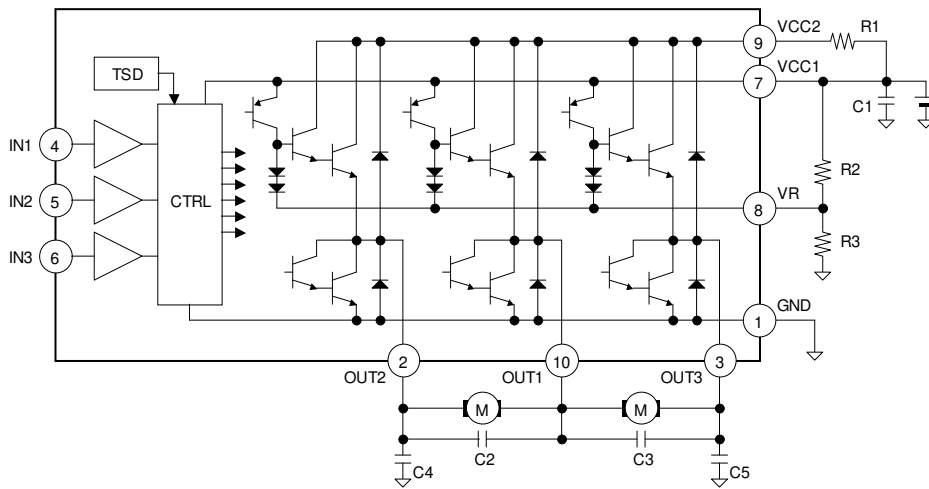 VCC2
R1
9
VCC1
7
C1
TSD
IN1
4
IN2
5
IN3
6
CTRL
R2
VR
8
R3
GND
1
2
10
3
OUT2
OUT1
OUT3
M
M
C2
C3
C4
C5